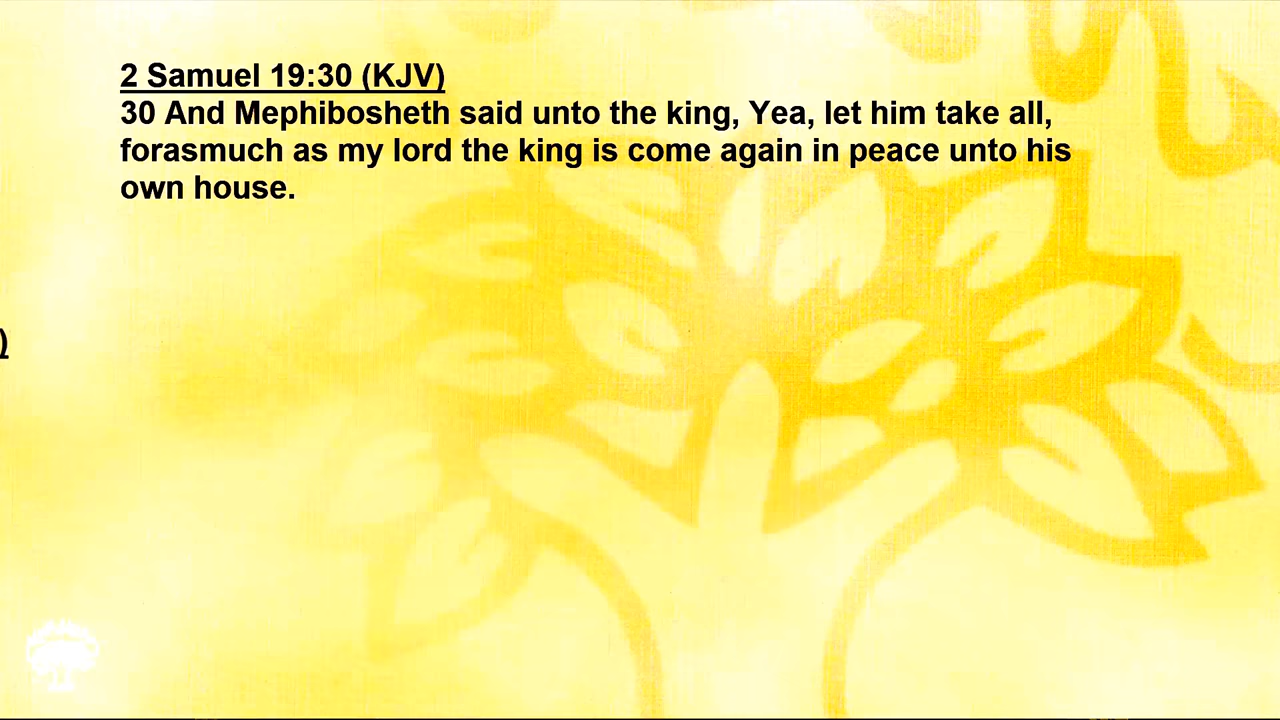 2 Samuel 19:30 (KJV)
30 And Mephibosheth said unto the king, Yea, let him take all,
forasmuch as my lord the king is come again in peace unto his
own house.
)